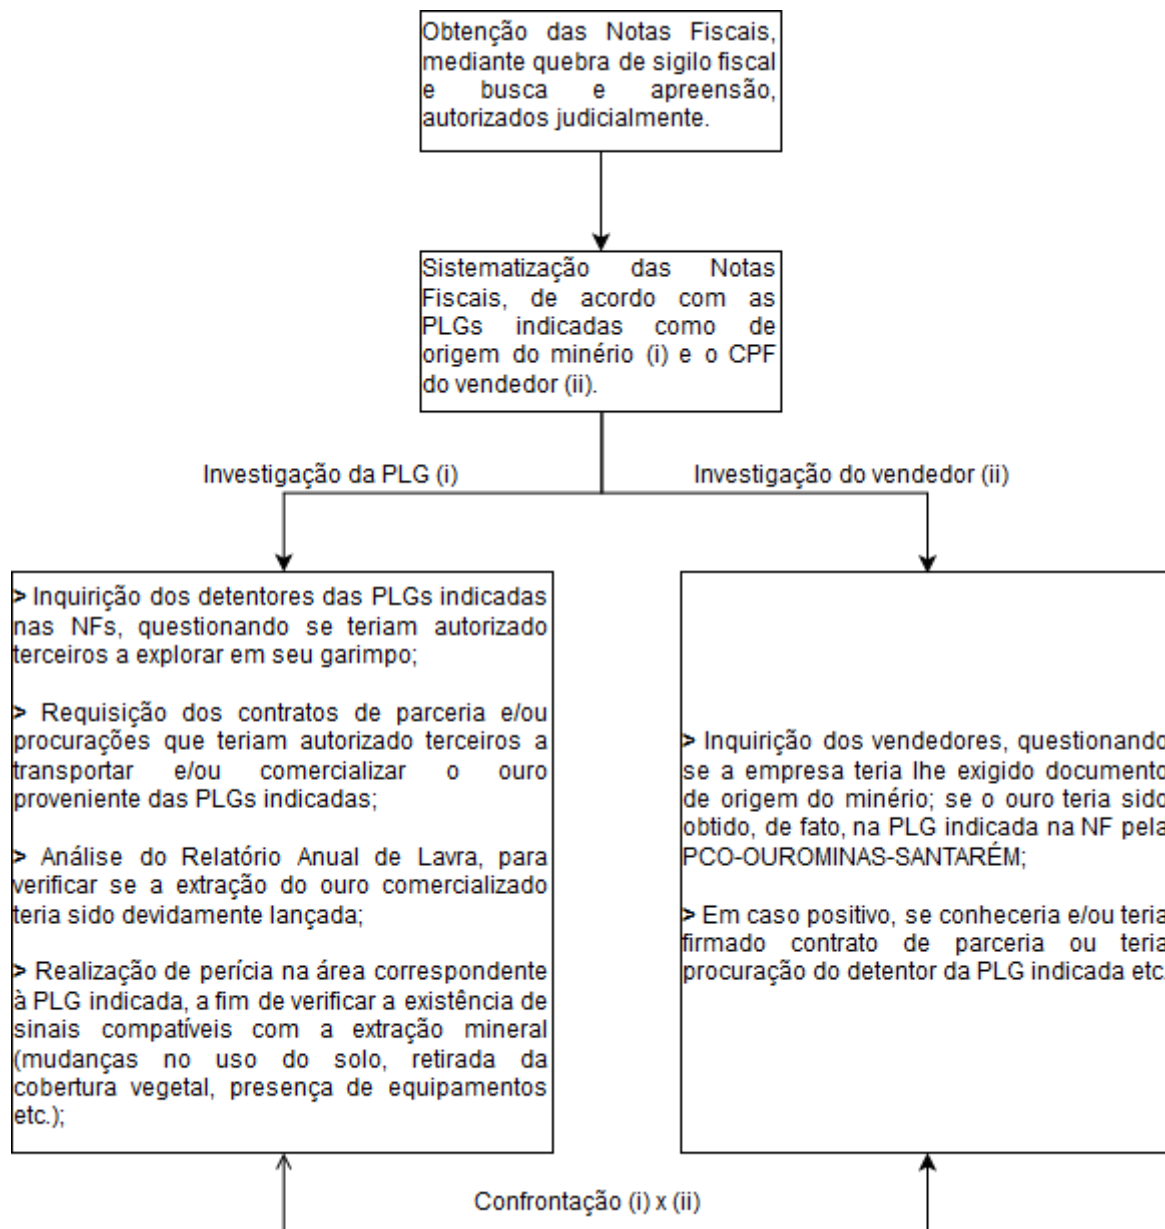 Obtenção das Notas Fiscais,
mediante quebra de sigilo fiscal
e busca e apreensão,
autorizados judicialmente.
Sistematização das Notas
Fiscais, de acordo com as
PLGs indicadas como de
origem do minério (i) e o CPF
do vendedor (ii).
Investigação da PLG (i)
Investigação do vendedor (ii)
> Inquirição dos detentores das PLGs indicadas
nas NFs, questionando se teriam autorizado
terceiros a explorar em seu garimpo;
> Requisição dos contratos de parceria e/ou
procurações que teriam autorizado terceiros a
transportar e/ou comercializar o ouro
proveniente das PLGs indicadas;
> Análise do Relatório Anual de Lavra, para
verificar se a extração do ouro comercializado
teria sido devidamente lançada;
> Realização de perícia na área correspondente
à PLG indicada, a fim de verificar a existência de
sinais compatíveis com a extração mineral
(mudanças no uso do solo, retirada da
cobertura vegetal, presença de equipamentos
etc.);
> Inquirição dos vendedores, questionando
se a empresa teria lhe exigido documento
de origem do minério; se o ouro teria sido
obtido, de fato, na PLG indicada na NF pela
PCO-OUROMINAS-SANTARÉM;
> Em caso positivo, se conheceria e/ou teria
firmado contrato de parceria ou teria
procuração do detentor da PLG indicada etc.
Confrontação (i) x (ii)